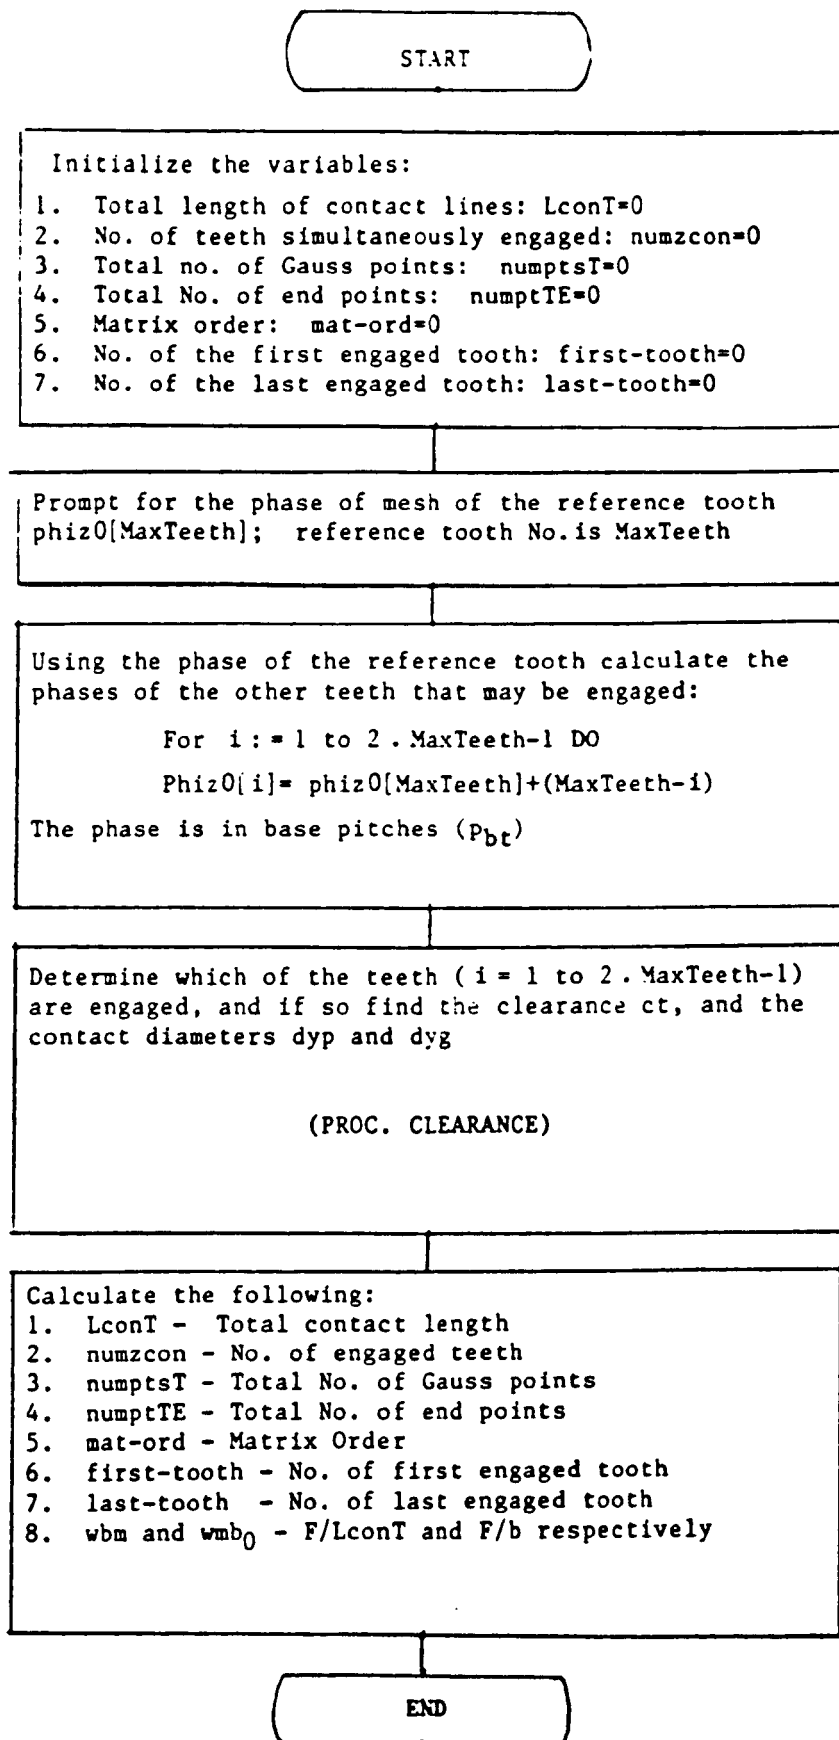 START
Initialize the variables:
1. Total length of contact lines: LconT=0
2. No. of teeth simultaneously engaged: numzcon=0
3. Total no. of Gauss points: numptsT=0
4. Total No. of end points: numptTE=0
5. Matrix order: mat-ord=0
6. No. of the first engaged tooth: first-tooth=0
7. No. of the last engaged tooth: last-tooth=0
Prompt for the phase of mesh of the reference tooth
phiz0[MaxTeeth]; reference tooth No.is MaxTeeth
Using the phase of the reference tooth calculate the
phases of the other teeth that may be engaged:
For i := 1 to 2 . MaxTeeth-1 DO
Phiz0[i]= phiz0[MaxTeeth]+(MaxTeeth-i)
The phase is in base pitches (pbt)
Determine which of the teeth ( i = 1 to 2 . MaxTeeth-1)
are engaged, and if so find the clearance ct, and the
contact diameters dyp and dyg
(PROC. CLEARANCE)
Calculate the following:
1. LconT - Total contact length
2. numzcon - No. of engaged teeth
3. numptsT - Total No. of Gauss points
4. numptTE - Total No. of end points
5. mat-ord - Matrix Order
6. first-tooth - No. of first engaged tooth
7. last-tooth - No. of last engaged tooth
8. wbm and wmb0 - F/LconT and F/b respectively
END